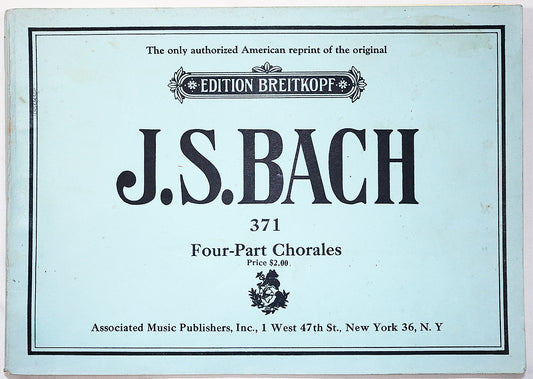 The only authorized American reprint of the original
EDITION BREITKOPF
J.S.BACH
371
Four-Part Chorales
Price $2.00.
Associated Music Publishers, Inc., 1 West 47th St., New York 36, N. Y